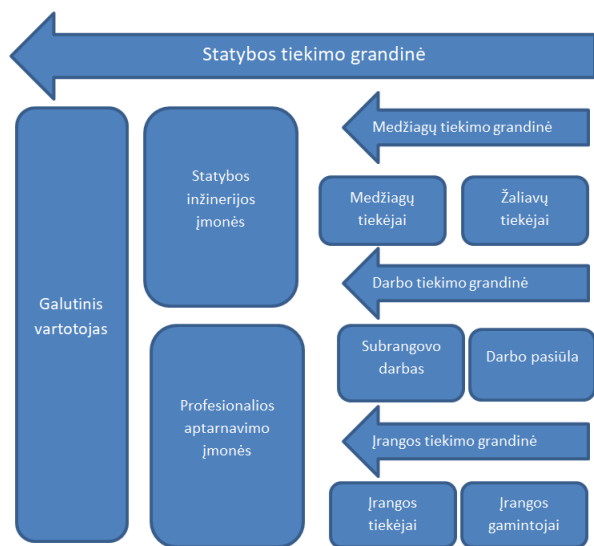 Statybos tiekimo grandinė
Galutinis
vartotojas
Statybos
inžinerijos
įmonės
Profesionalios
aptarnavimo
įmonės
Medžiagų tiekimo grandinė
Medžiagų
tiekėjai
Žaliavų
tiekėjai
Darbo tiekimo grandinė
Subrangovo
darbas
Darbo pasiūla
Įrangos tiekimo grandinė
Įrangos
tiekėjai
Įrangos
gamintojai